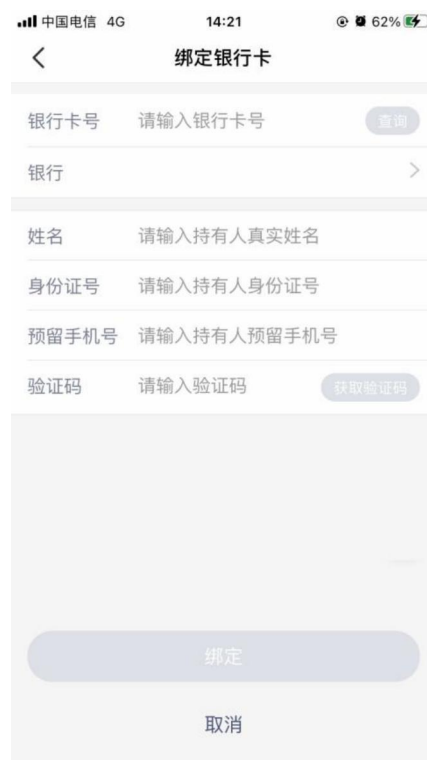 中国电信 4G 14:21 62%
绑定银行卡
银行卡号 请输入银行卡号 查询
银行
姓名 请输入持有人真实姓名
身份证号 请输入持有人身份证号
预留手机号 请输入持有人预留手机号
验证码 请输入验证码 获取验证码
绑定
取消